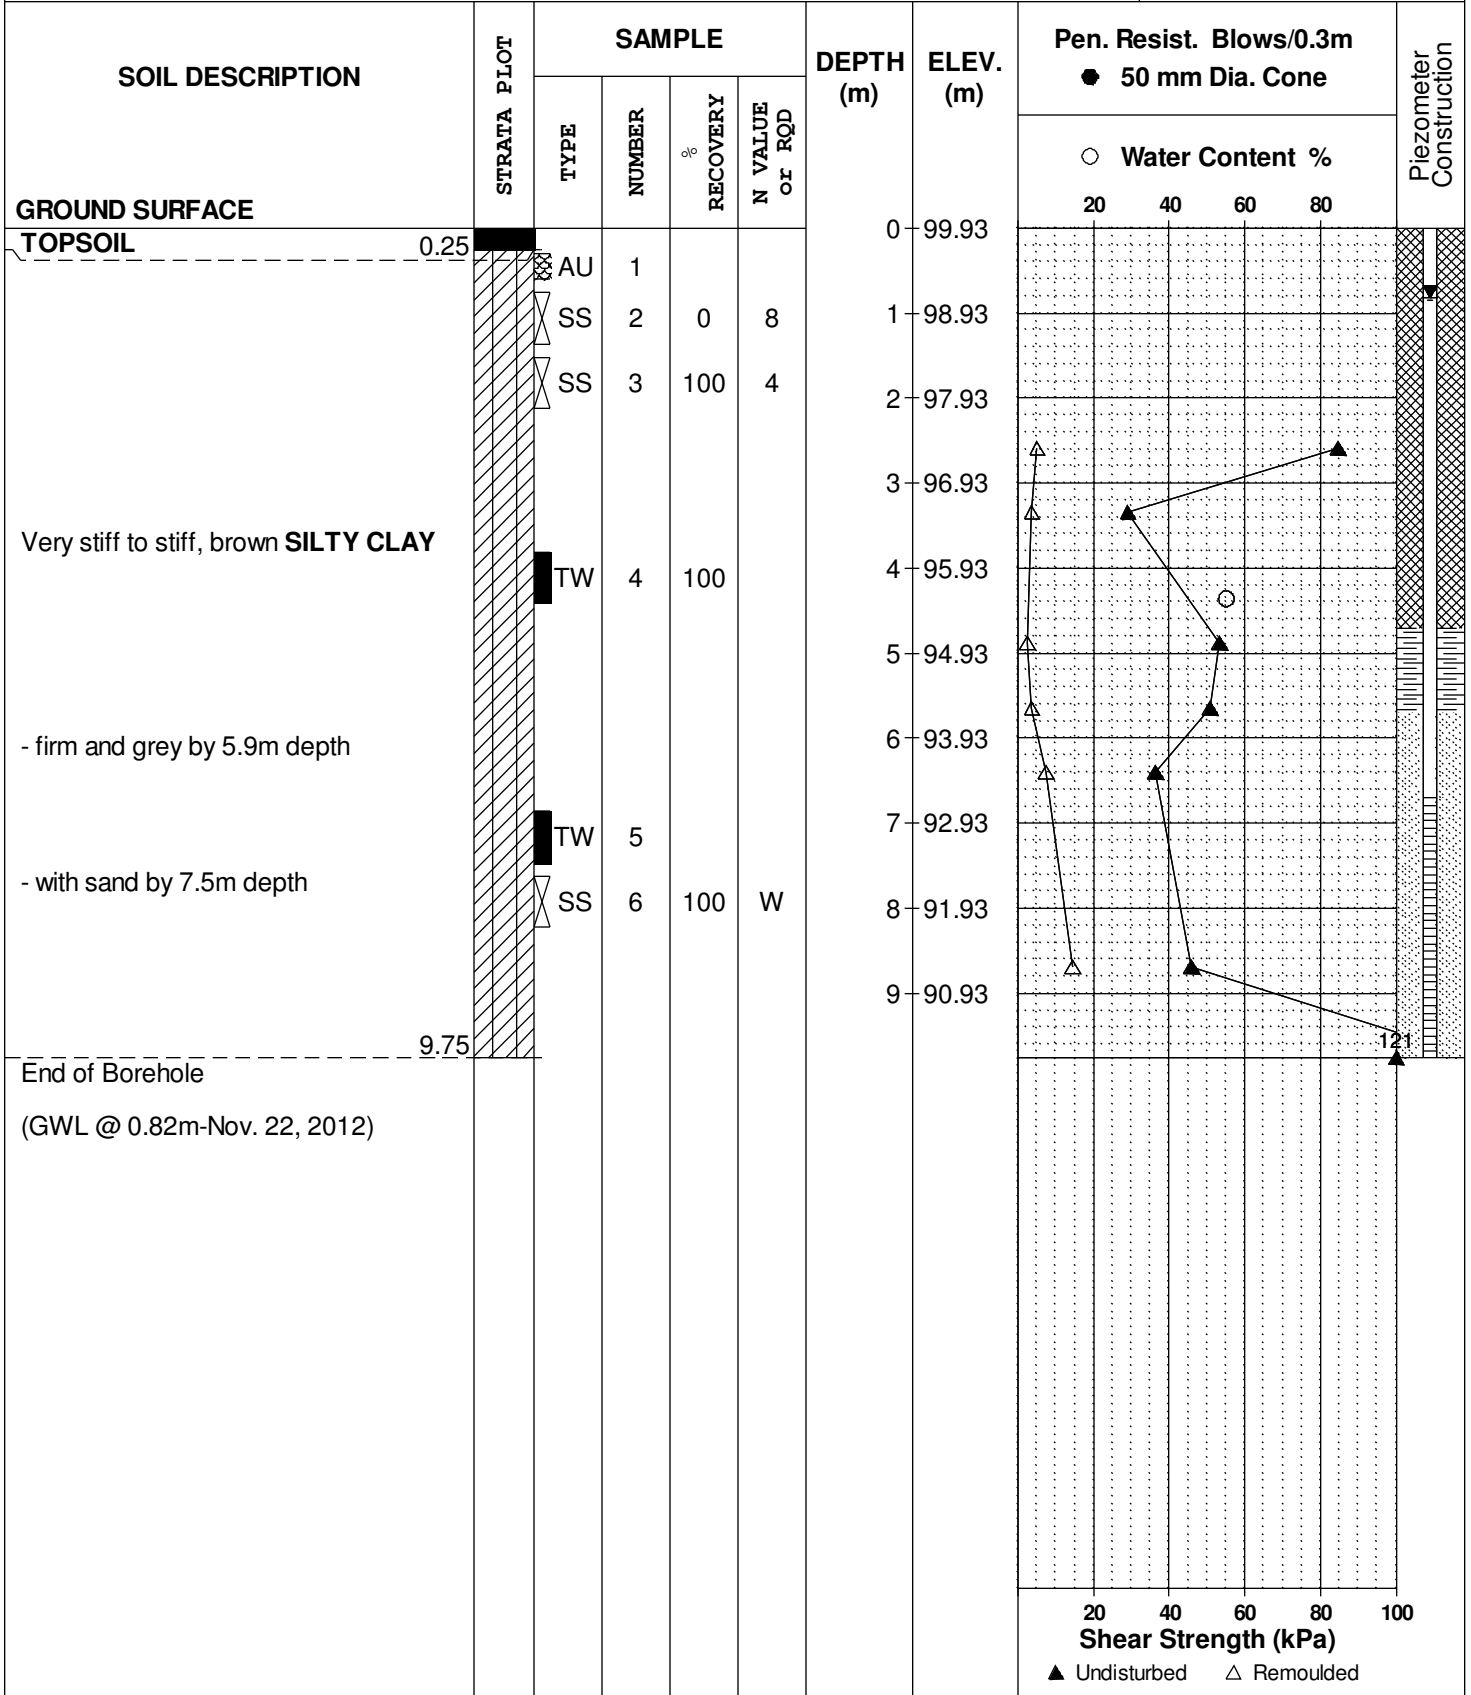 SOIL DESCRIPTION
STRATA PLOT
SAMPLE
TYPE
NUMBER
% RECOVERY
N VALUE or RQD
DEPTH (m)
ELEV. (m)
Pen. Resist. Blows/0.3m
● 50 mm Dia. Cone
○ Water Content %
Piezometer Construction
20 40 60 80
GROUND SURFACE
0 99.93
TOPSOIL 0.25
AU 1
SS 2 0 8
1 98.93
SS 3 100 4
2 97.93
3 96.93
Very stiff to stiff, brown SILTY CLAY
TW 4 100
4 95.93
5 94.93
- firm and grey by 5.9m depth
6 93.93
TW 5
7 92.93
- with sand by 7.5m depth
SS 6 100 W
8 91.93
9 90.93
9.75
121
End of Borehole
(GWL @ 0.82m-Nov. 22, 2012)
20 40 60 80 100
Shear Strength (kPa)
▲ Undisturbed △ Remoulded